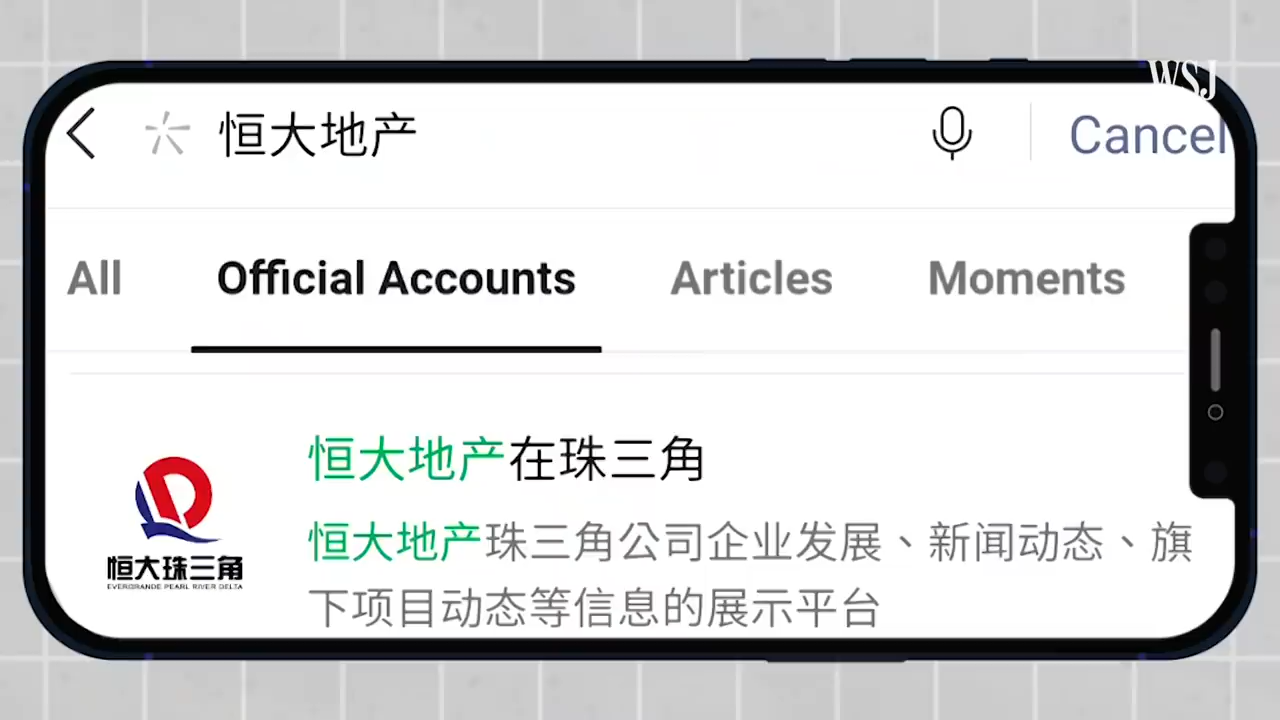 WSJ
恒大地产
Cancel
All
Official Accounts
Articles
Moments
恒大地产在珠三角
恒大地产珠三角公司企业发展、新闻动态、旗
下项目动态等信息的展示平台
恒大珠三角
EVERGRANDE PEARL RIVER DELTA